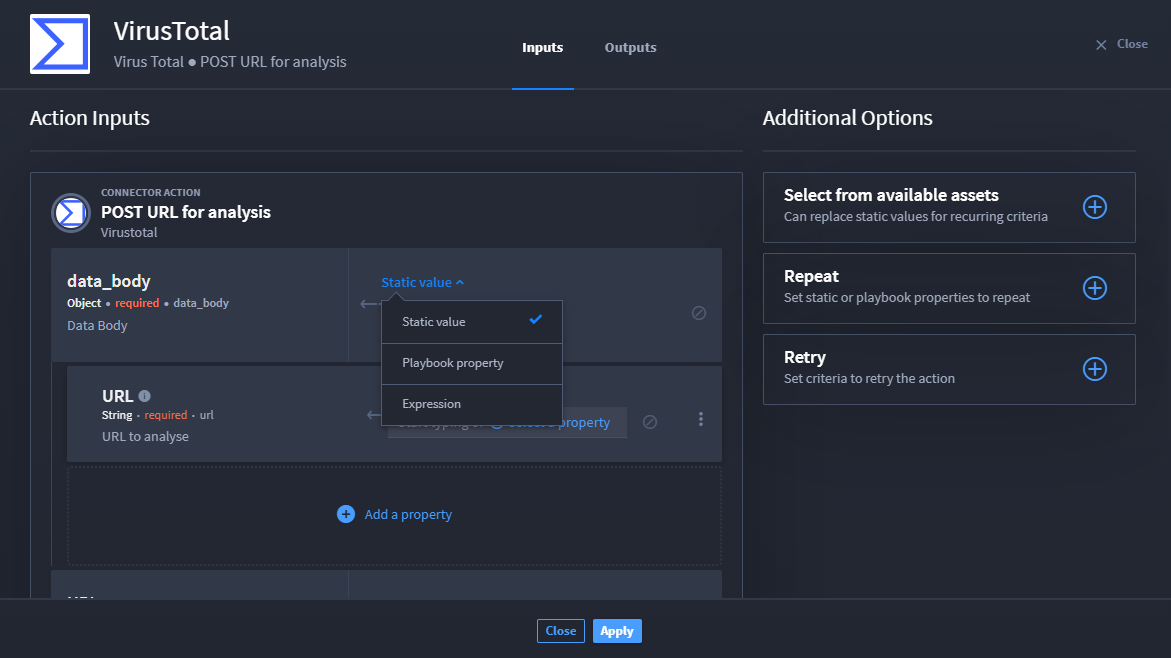 VirusTotal
Virus Total ● POST URL for analysis
Inputs
Outputs
Close
Action Inputs
Additional Options
CONNECTOR ACTION
POST URL for analysis
Virustotal
data_body
Object • required • data_body
Data Body
Static value
Static value
Playbook property
Expression
URL
String · required · url
URL to analyse
property
Add a property
Select from available assets
Can replace static values for recurring criteria
Repeat
Set static or playbook properties to repeat
Retry
Set criteria to retry the action
Close
Apply